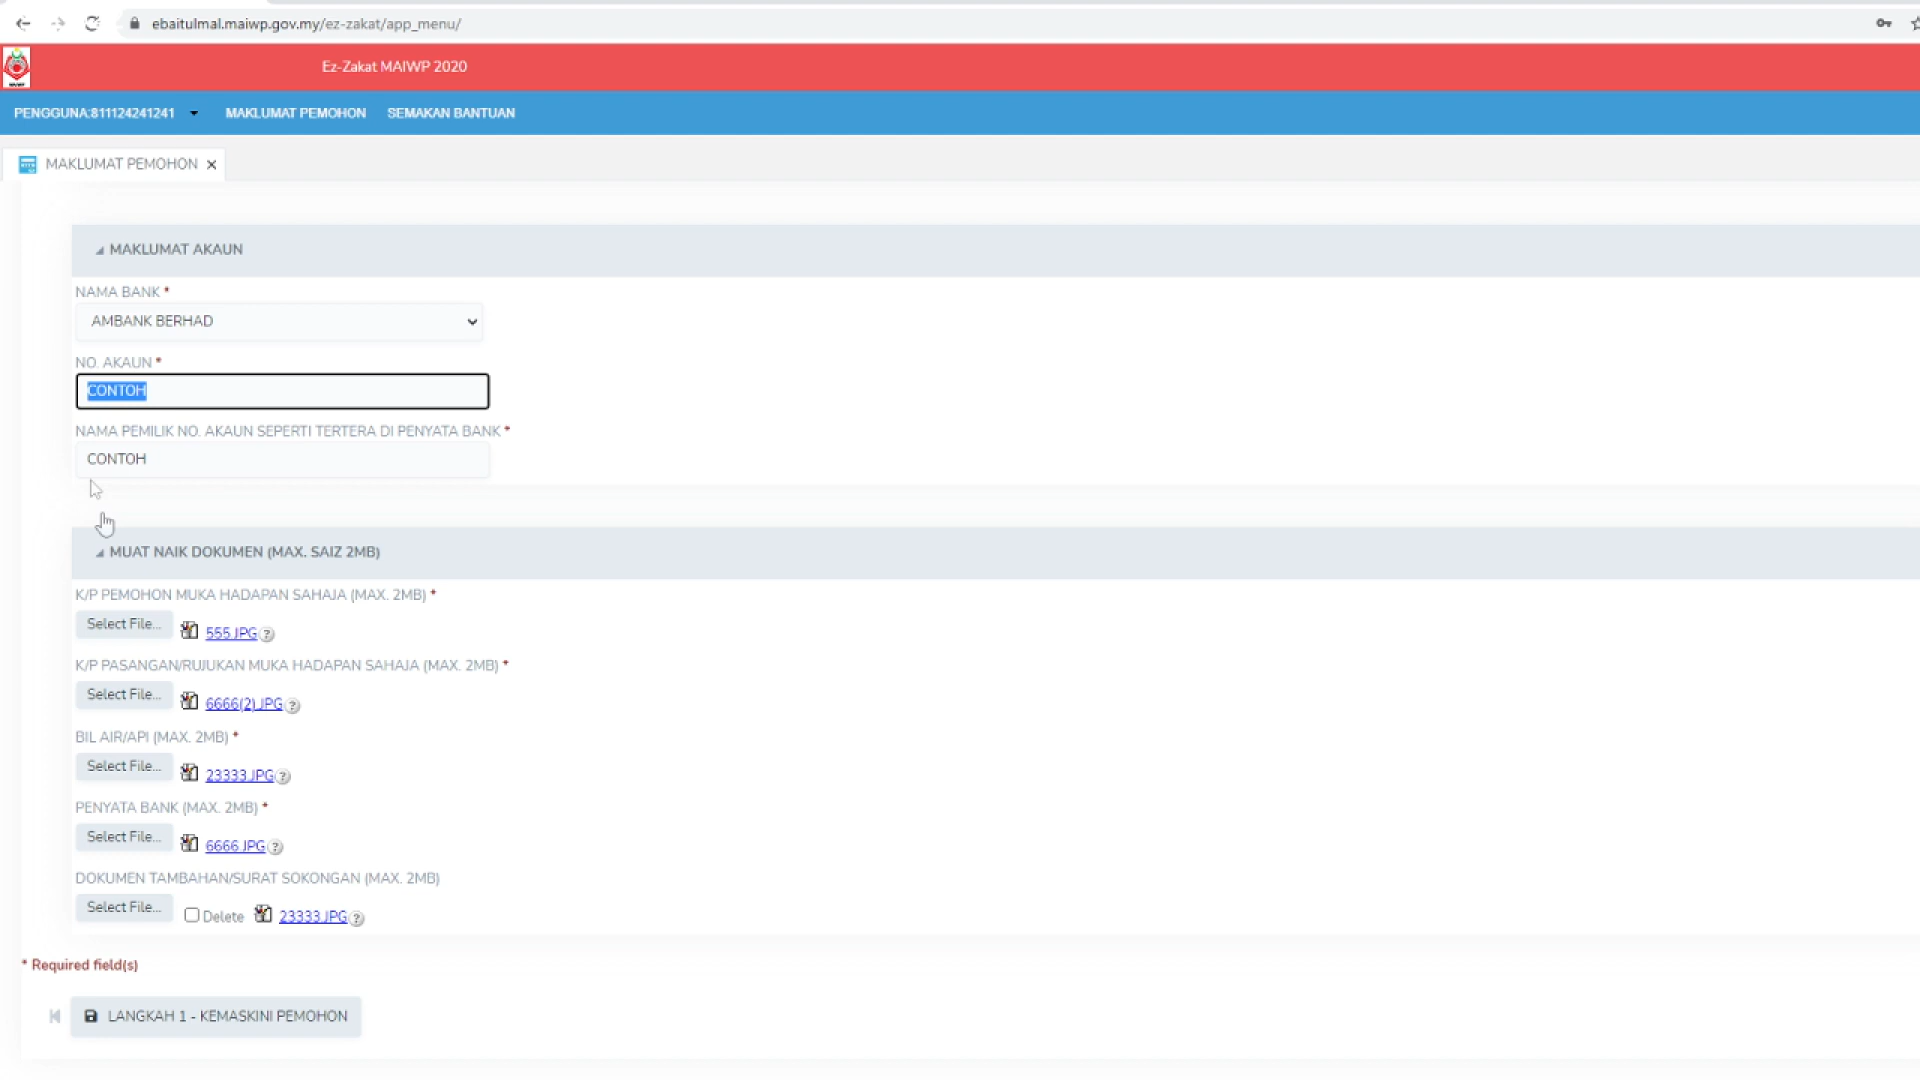 ebaitulmal.maiwp.gov.my/ez-zakat/app_menu/
Ez-Zakat MAIWP 2020
PENGGUNA:811124241241 MAKLUMAT PEMOHON SEMAKAN BANTUAN
MAKLUMAT PEMOHON
MAKLUMAT AKAUN
NAMA BANK *
AMBANK BERHAD
NO. AKAUN *
CONTOH
NAMA PEMILIK NO. AKAUN SEPERTI TERTERA DI PENYATA BANK *
CONTOH
MUAT NAIK DOKUMEN (MAX. SAIZ 2MB)
K/P PEMOHON MUKA HADAPAN SAHAJA (MAX. 2MB) *
Select File... 555.JPG ?
K/P PASANGAN/RUJUKAN MUKA HADAPAN SAHAJA (MAX. 2MB) *
Select File... 6666(2).JPG ?
BIL AIR/API (MAX. 2MB) *
Select File... 23333.JPG ?
PENYATA BANK (MAX. 2MB) *
Select File... 6666.JPG ?
DOKUMEN TAMBAHAN/SURAT SOKONGAN (MAX. 2MB)
Select File... Delete 23333.JPG ?
* Required field(s)
LANGKAH 1 - KEMASKINI PEMOHON